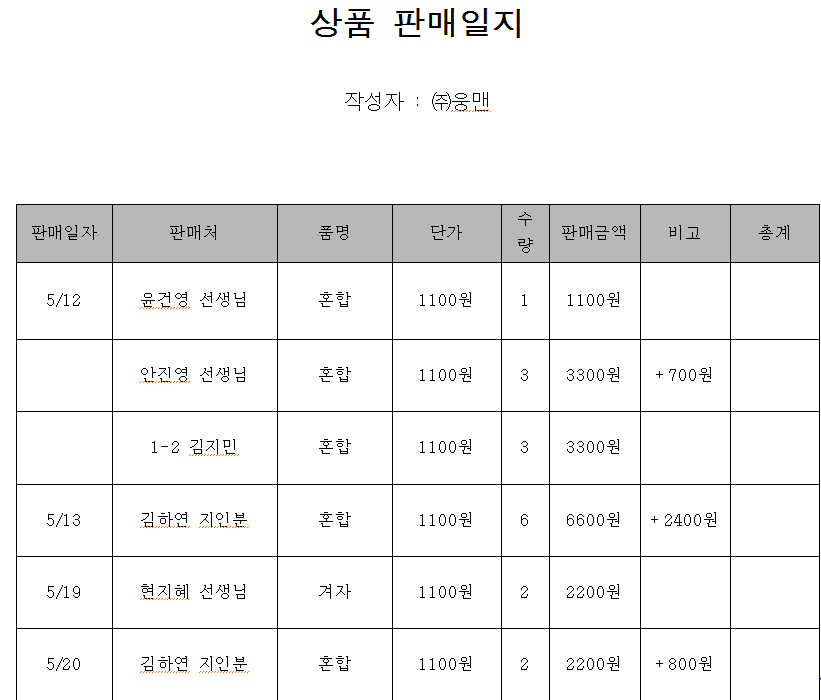 상품 판매일지
작성자 : ㈜웅맨
판매일자 판매처 품명 단가 수량 판매금액 비고 총계
5/12 윤건영 선생님 혼합 1100원 1 1100원
안진영 선생님 혼합 1100원 3 3300원 +700원
1-2 김지민 혼합 1100원 3 3300원
5/13 김하연 지인분 혼합 1100원 6 6600원 +2400원
5/19 현지혜 선생님 겨자 1100원 2 2200원
5/20 김하연 지인분 혼합 1100원 2 2200원 +800원